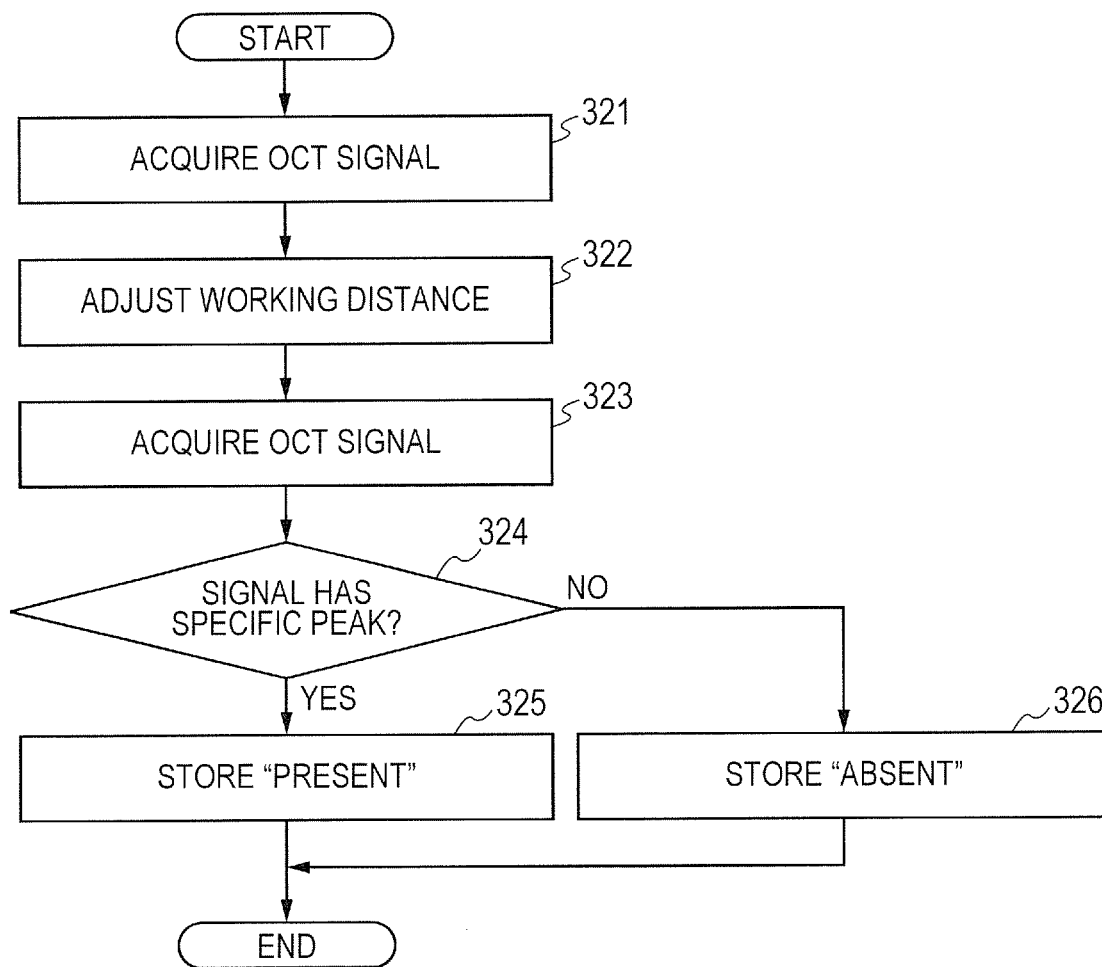 START
321
ACQUIRE OCT SIGNAL
322
ADJUST WORKING DISTANCE
323
ACQUIRE OCT SIGNAL
324
SIGNAL HAS
SPECIFIC PEAK?
NO
YES
325
STORE “PRESENT”
326
STORE “ABSENT”
END